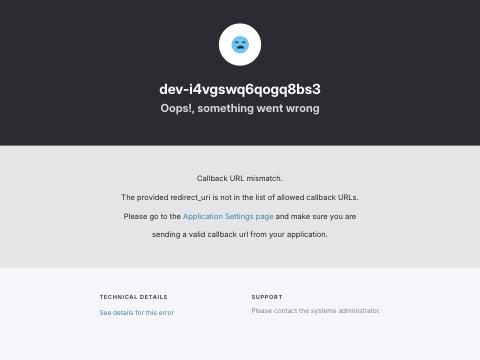 dev-i4vgswq6qogq8bs3
Oops!, something went wrong
Callback URL mismatch.
The provided redirect_uri is not in the list of allowed callback URLs.
Please go to the Application Settings page and make sure you are
sending a valid callback url from your application.
TECHNICAL DETAILS
See details for this error
SUPPORT
Please contact the systems administrator.